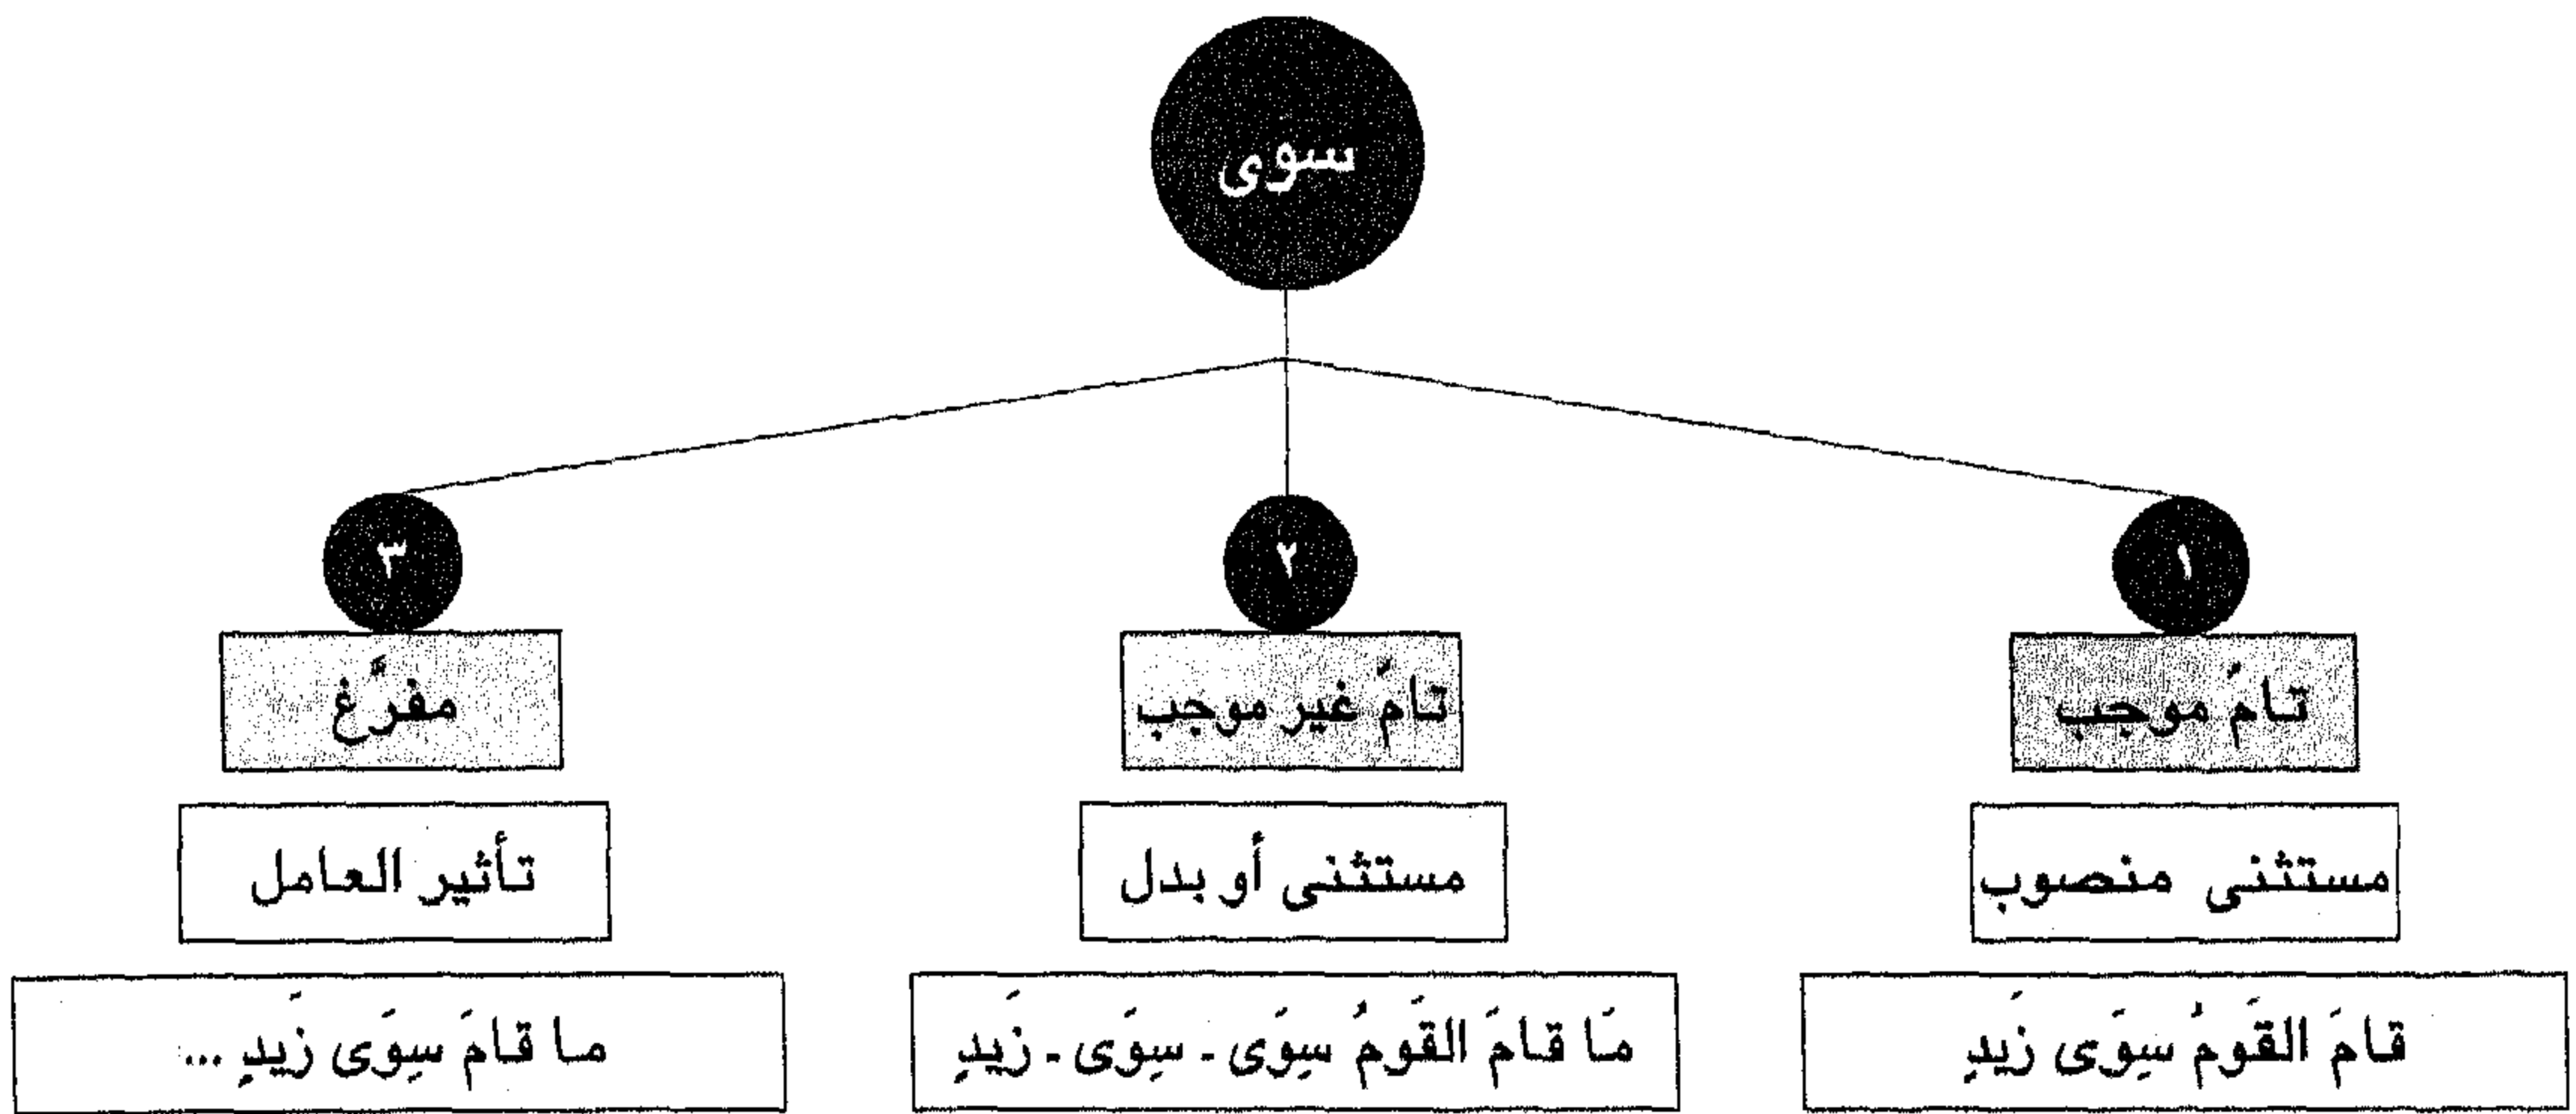 سوى
١
تامّ موجب
مستثنى منصوب
قامَ القَومُ سِوَى زَيدٍ
٢
تامّ غير موجب
مستثنى أو بدل
مَا قامَ القَومُ سِوَى - سِوَى - زَيدٍ
٣
مفرَّغ
تأثير العامل
ما قامَ سِوَى زَيدٍ ...